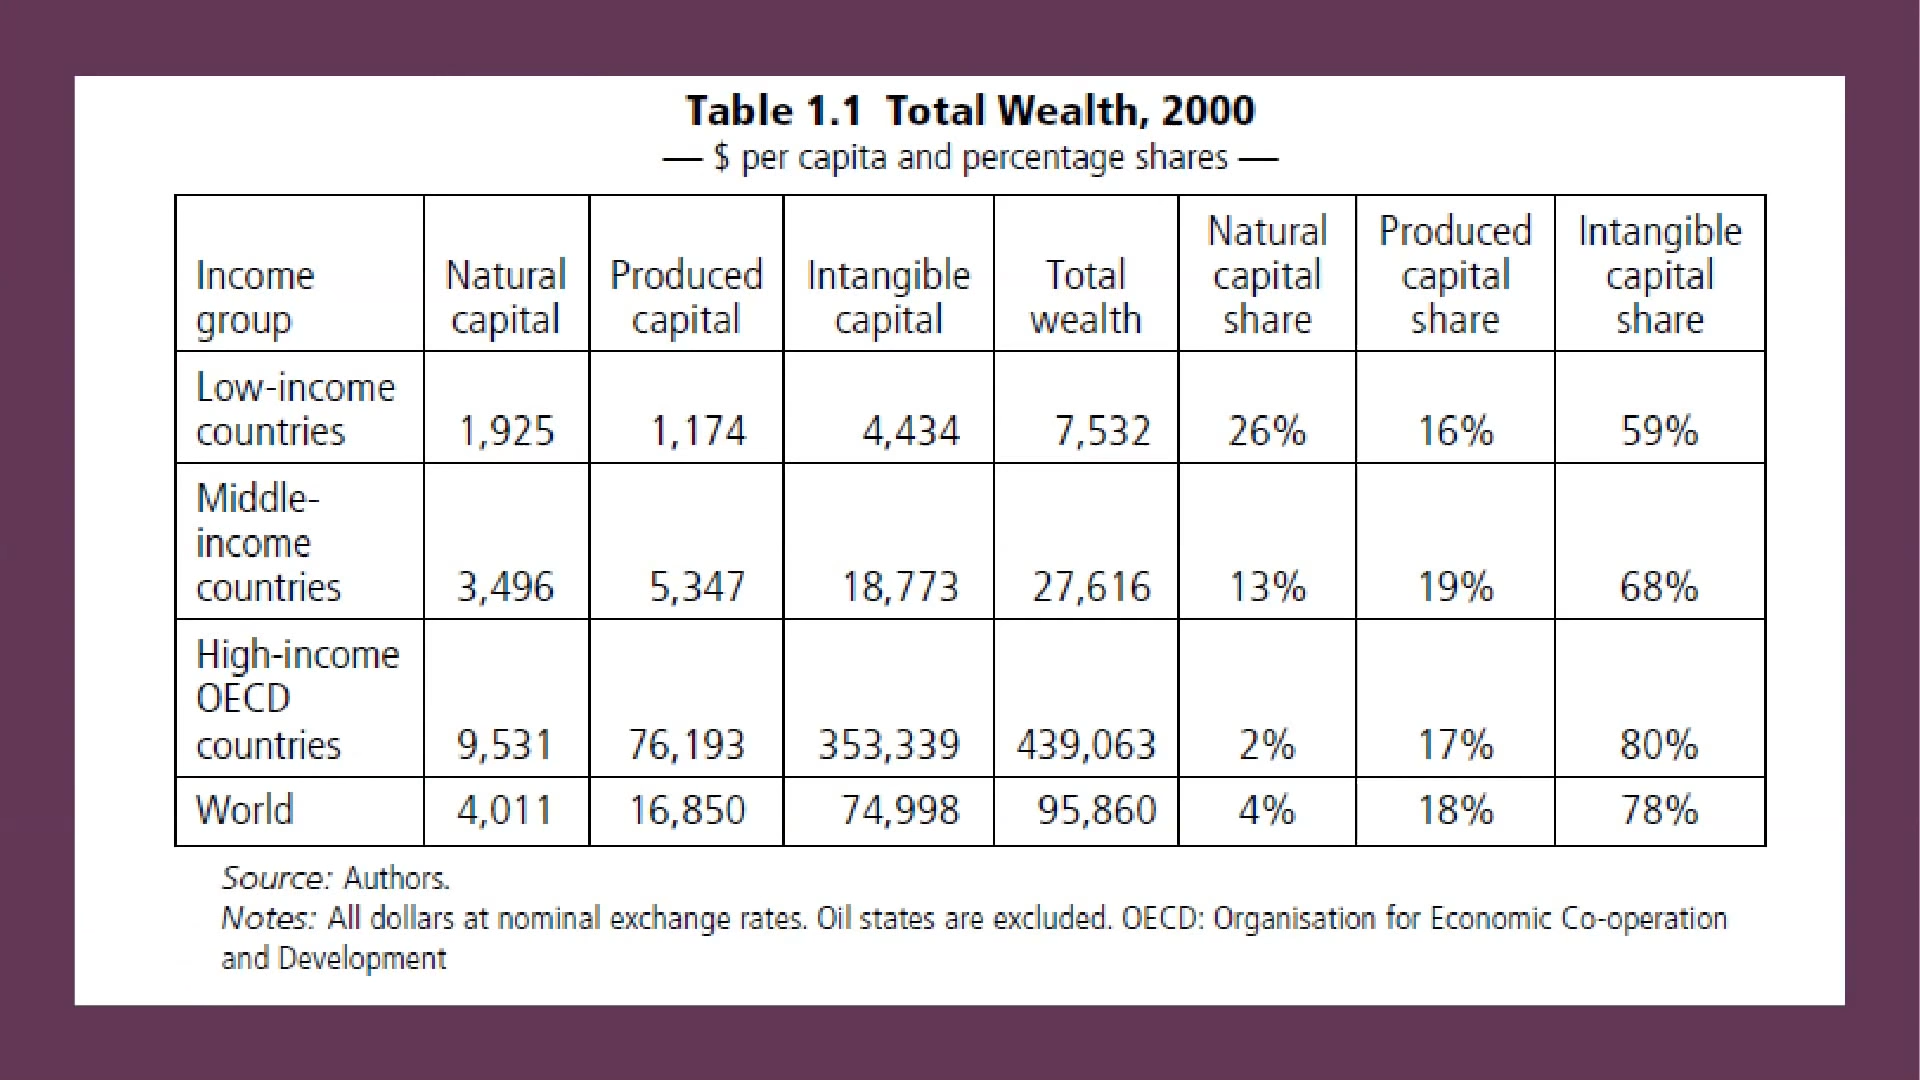 Table 1.1 Total Wealth, 2000
— $ per capita and percentage shares —
Income group Natural capital Produced capital Intangible capital Total wealth Natural capital share Produced capital share Intangible capital share
Low-income countries 1,925 1,174 4,434 7,532 26% 16% 59%
Middle-income countries 3,496 5,347 18,773 27,616 13% 19% 68%
High-income OECD countries 9,531 76,193 353,339 439,063 2% 17% 80%
World 4,011 16,850 74,998 95,860 4% 18% 78%
Source: Authors.
Notes: All dollars at nominal exchange rates. Oil states are excluded. OECD: Organisation for Economic Co-operation
and Development